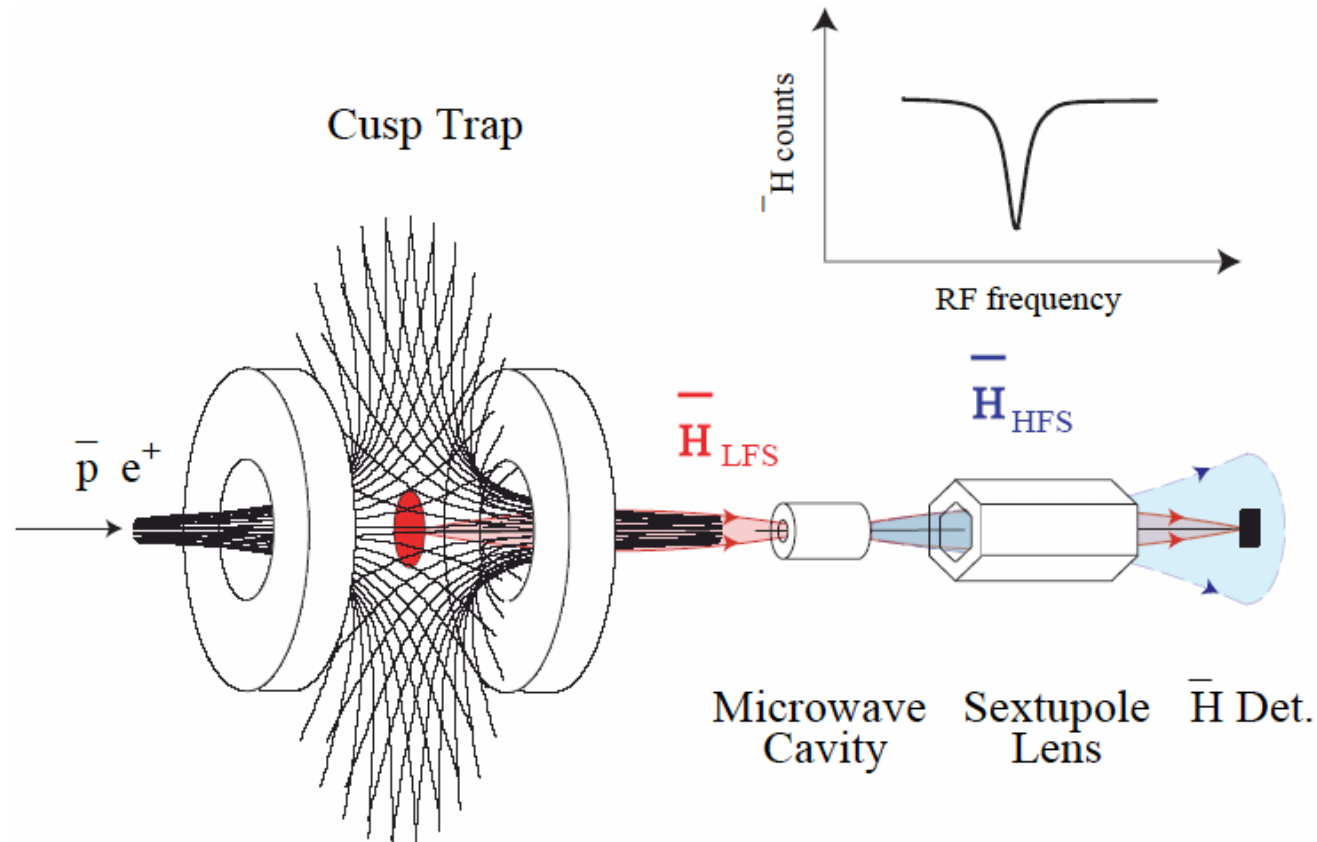 Cusp Trap
H̅ counts
RF frequency
p̅ e⁺
H̅ LFS
H̅ HFS
Microwave
Cavity
Sextupole
Lens
H̅ Det.